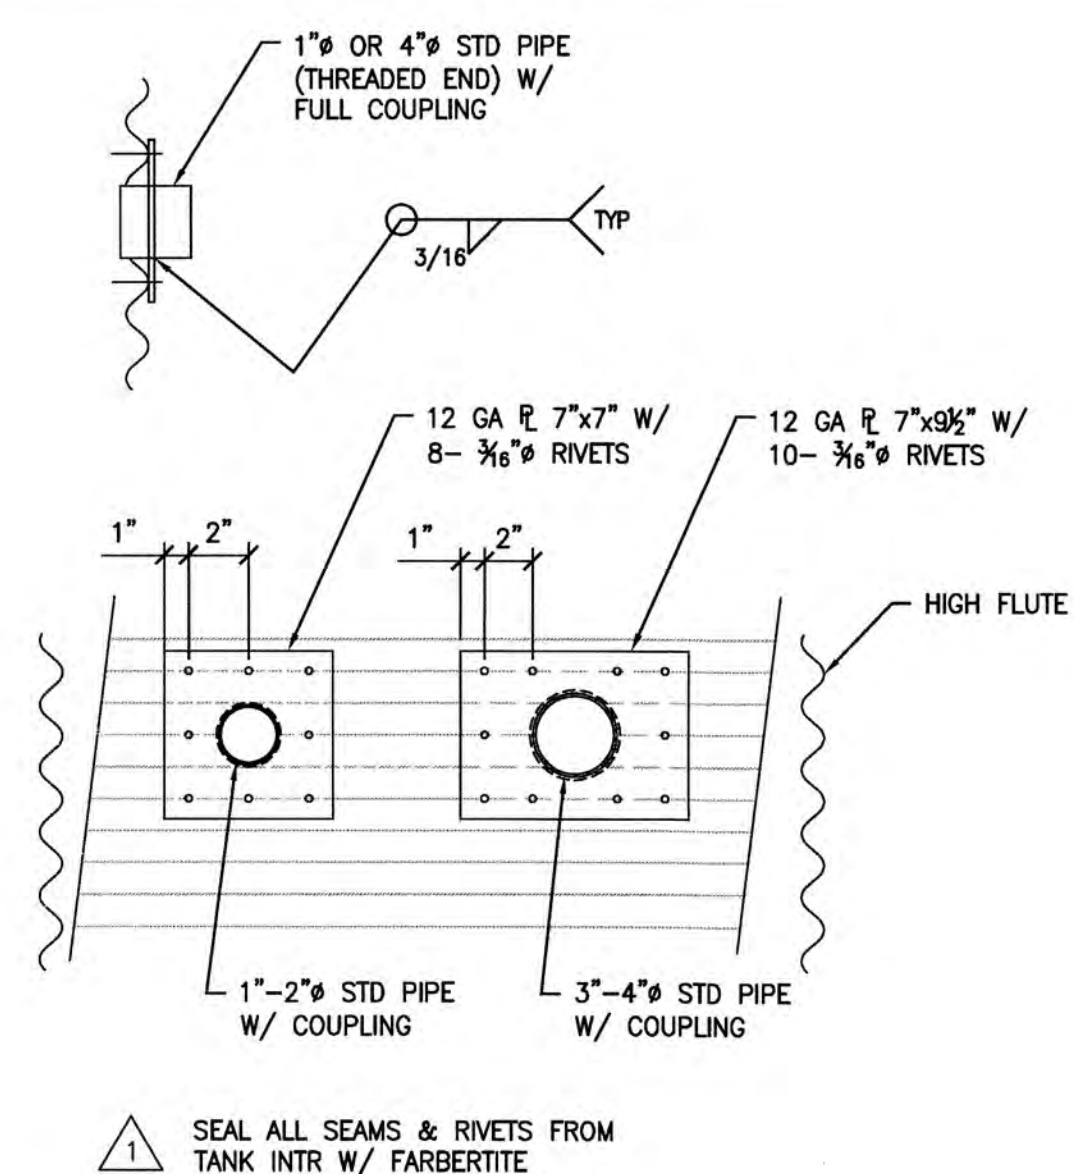 1"ø OR 4"ø STD PIPE
(THREADED END) W/
FULL COUPLING
TYP
3/16
12 GA ⅊ 7"x7" W/
8- 3/16"ø RIVETS
12 GA ⅊ 7"x9½" W/
10- 3/16"ø RIVETS
1" 2"
1" 2"
HIGH FLUTE
1"-2"ø STD PIPE
W/ COUPLING
3"-4"ø STD PIPE
W/ COUPLING
1
SEAL ALL SEAMS & RIVETS FROM
TANK INTR W/ FARBERTITE